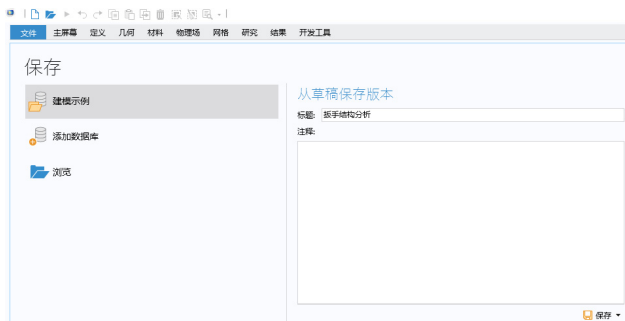 文件 主屏幕 定义 几何 材料 物理场 网格 研究 结果 开发工具
保存
建模示例
添加数据库
浏览
从草稿保存版本
标题: 扳手结构分析
注释:
保存